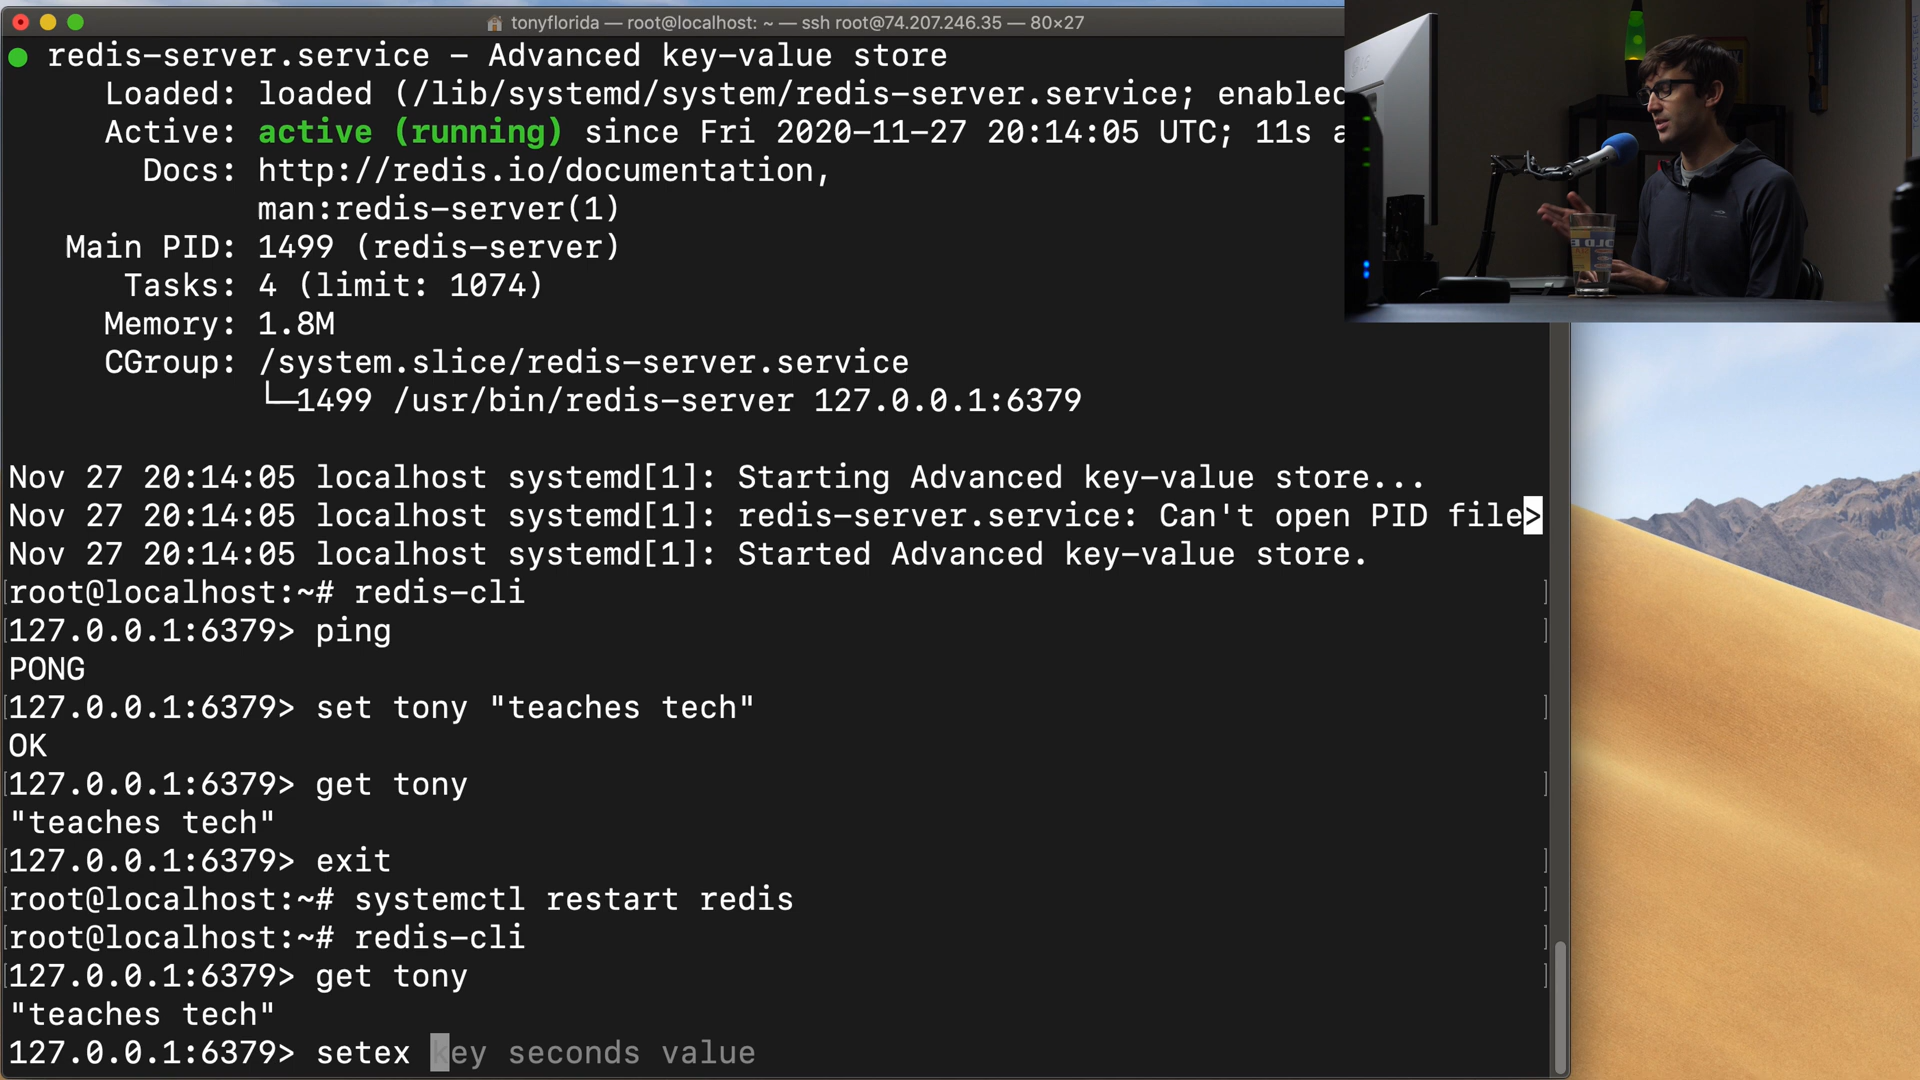 tonyflorida — root@localhost: ~ — ssh root@74.207.246.35 — 80×27
● redis-server.service - Advanced key-value store
Loaded: loaded (/lib/systemd/system/redis-server.service; enabled
Active: active (running) since Fri 2020-11-27 20:14:05 UTC; 11s a
Docs: http://redis.io/documentation,
man:redis-server(1)
Main PID: 1499 (redis-server)
Tasks: 4 (limit: 1074)
Memory: 1.8M
CGroup: /system.slice/redis-server.service
└─1499 /usr/bin/redis-server 127.0.0.1:6379
Nov 27 20:14:05 localhost systemd[1]: Starting Advanced key-value store...
Nov 27 20:14:05 localhost systemd[1]: redis-server.service: Can't open PID file>
Nov 27 20:14:05 localhost systemd[1]: Started Advanced key-value store.
[root@localhost:~# redis-cli ]
[127.0.0.1:6379> ping ]
PONG
[127.0.0.1:6379> set tony "teaches tech" ]
OK
[127.0.0.1:6379> get tony ]
"teaches tech"
[127.0.0.1:6379> exit ]
[root@localhost:~# systemctl restart redis ]
[root@localhost:~# redis-cli ]
[127.0.0.1:6379> get tony ]
"teaches tech"
127.0.0.1:6379> setex key seconds value